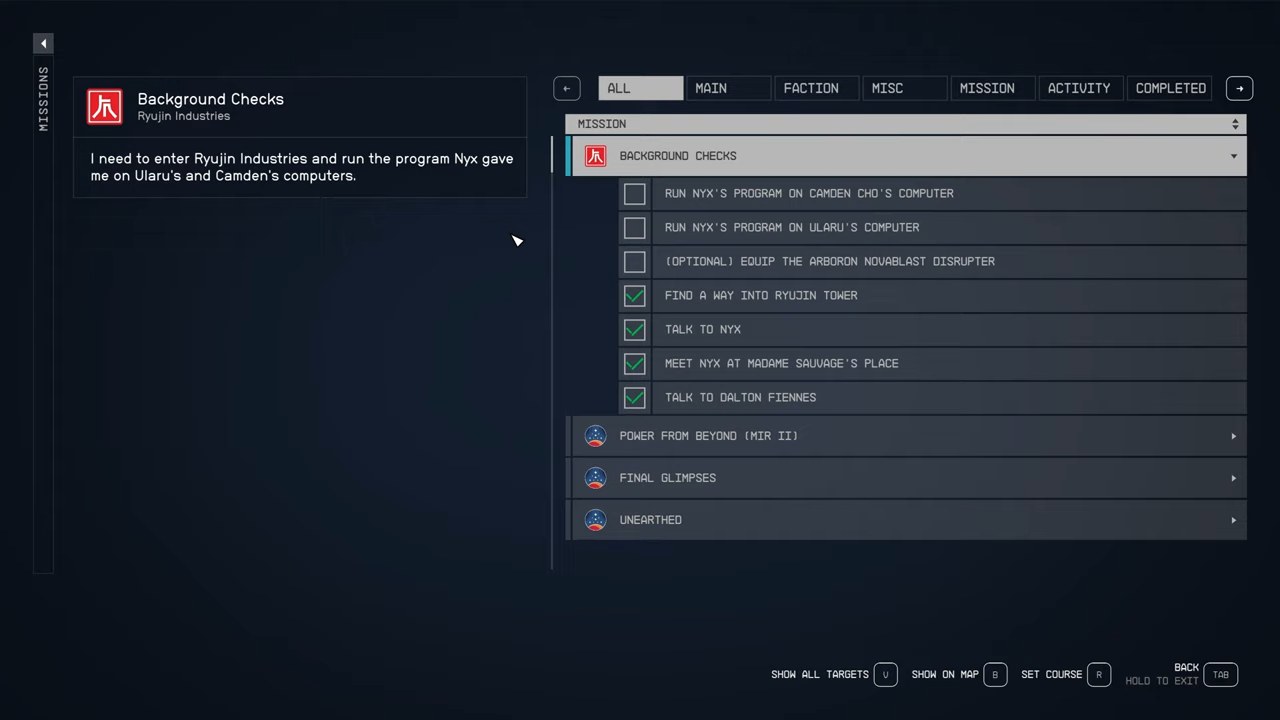 MISSIONS
Background Checks
Ryujin Industries
I need to enter Ryujin Industries and run the program Nyx gave
me on Ularu's and Camden's computers.
ALL
MAIN
FACTION
MISC
MISSION
ACTIVITY
COMPLETED
MISSION
BACKGROUND CHECKS
RUN NYX'S PROGRAM ON CAMDEN CHO'S COMPUTER
RUN NYX'S PROGRAM ON ULARU'S COMPUTER
(OPTIONAL) EQUIP THE ARBORON NOVABLAST DISRUPTER
FIND A WAY INTO RYUJIN TOWER
TALK TO NYX
MEET NYX AT MADAME SAUVAGE'S PLACE
TALK TO DALTON FIENNES
POWER FROM BEYOND (MIR II)
FINAL GLIMPSES
UNEARTHED
SHOW ALL TARGETS V
SHOW ON MAP B
SET COURSE R
BACK
HOLD TO EXIT
TAB